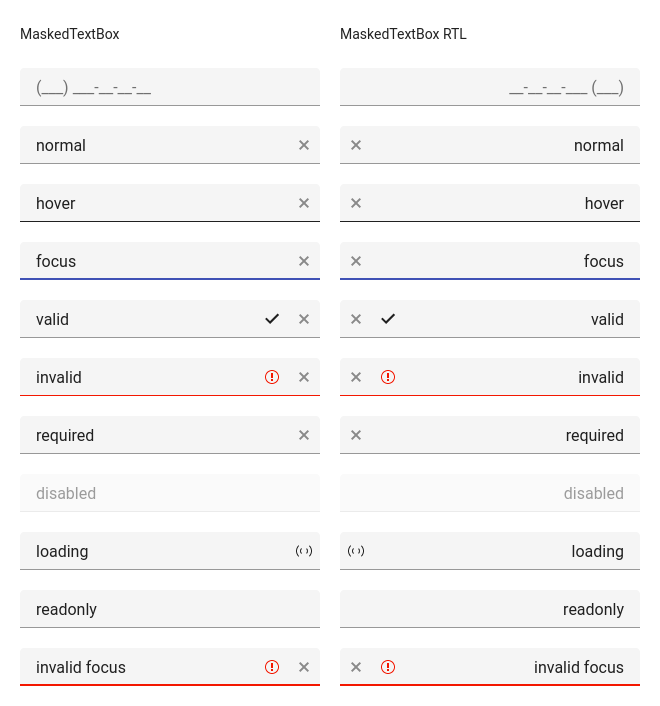 MaskedTextBox
MaskedTextBox RTL
(___) ___-__-__-__
__-__-__-___ (___)
normal
normal
hover
hover
focus
focus
valid
valid
invalid
invalid
required
required
disabled
disabled
loading
loading
readonly
readonly
invalid focus
invalid focus